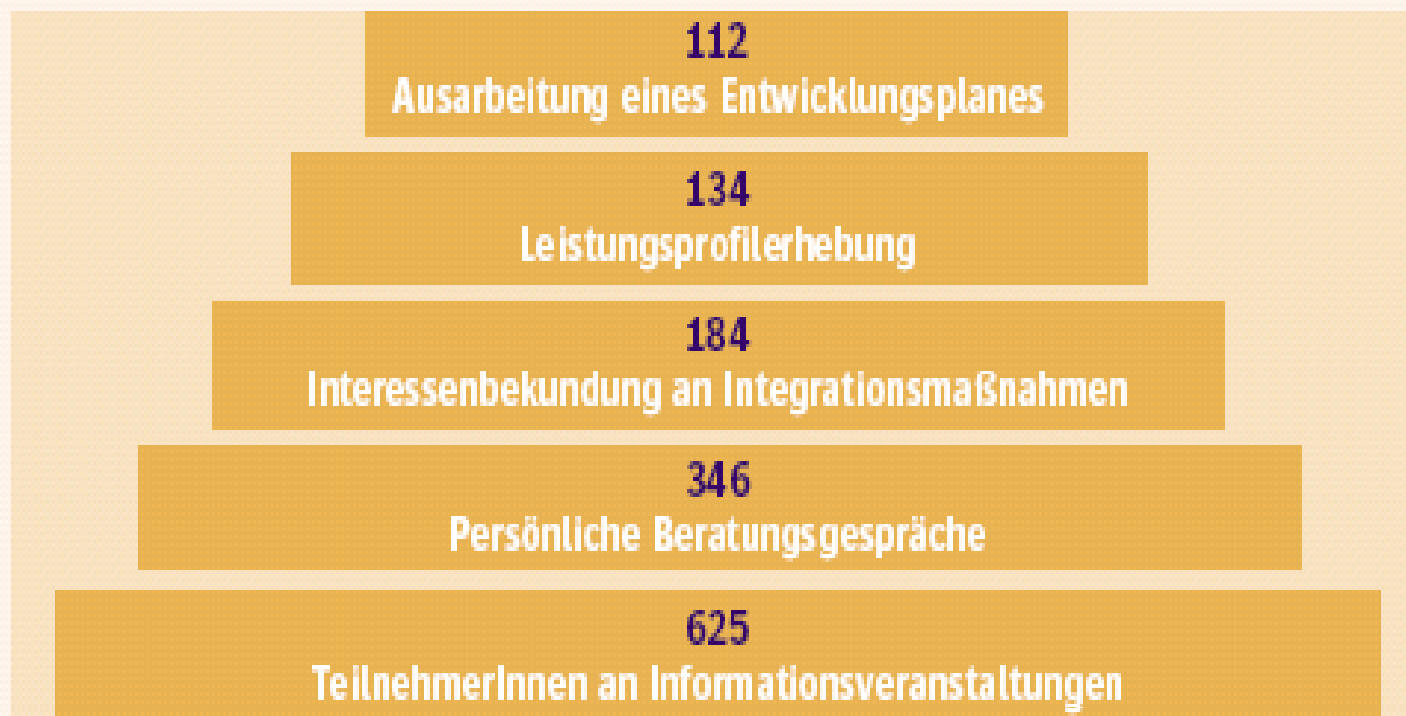 112
Ausarbeitung eines Entwicklungsplanes
134
Leistungsprofilerhebung
184
Interessenbekundung an Integrationsmaßnahmen
346
Persönliche Beratungsgespräche
625
TeilnehmerInnen an Informationsveranstaltungen